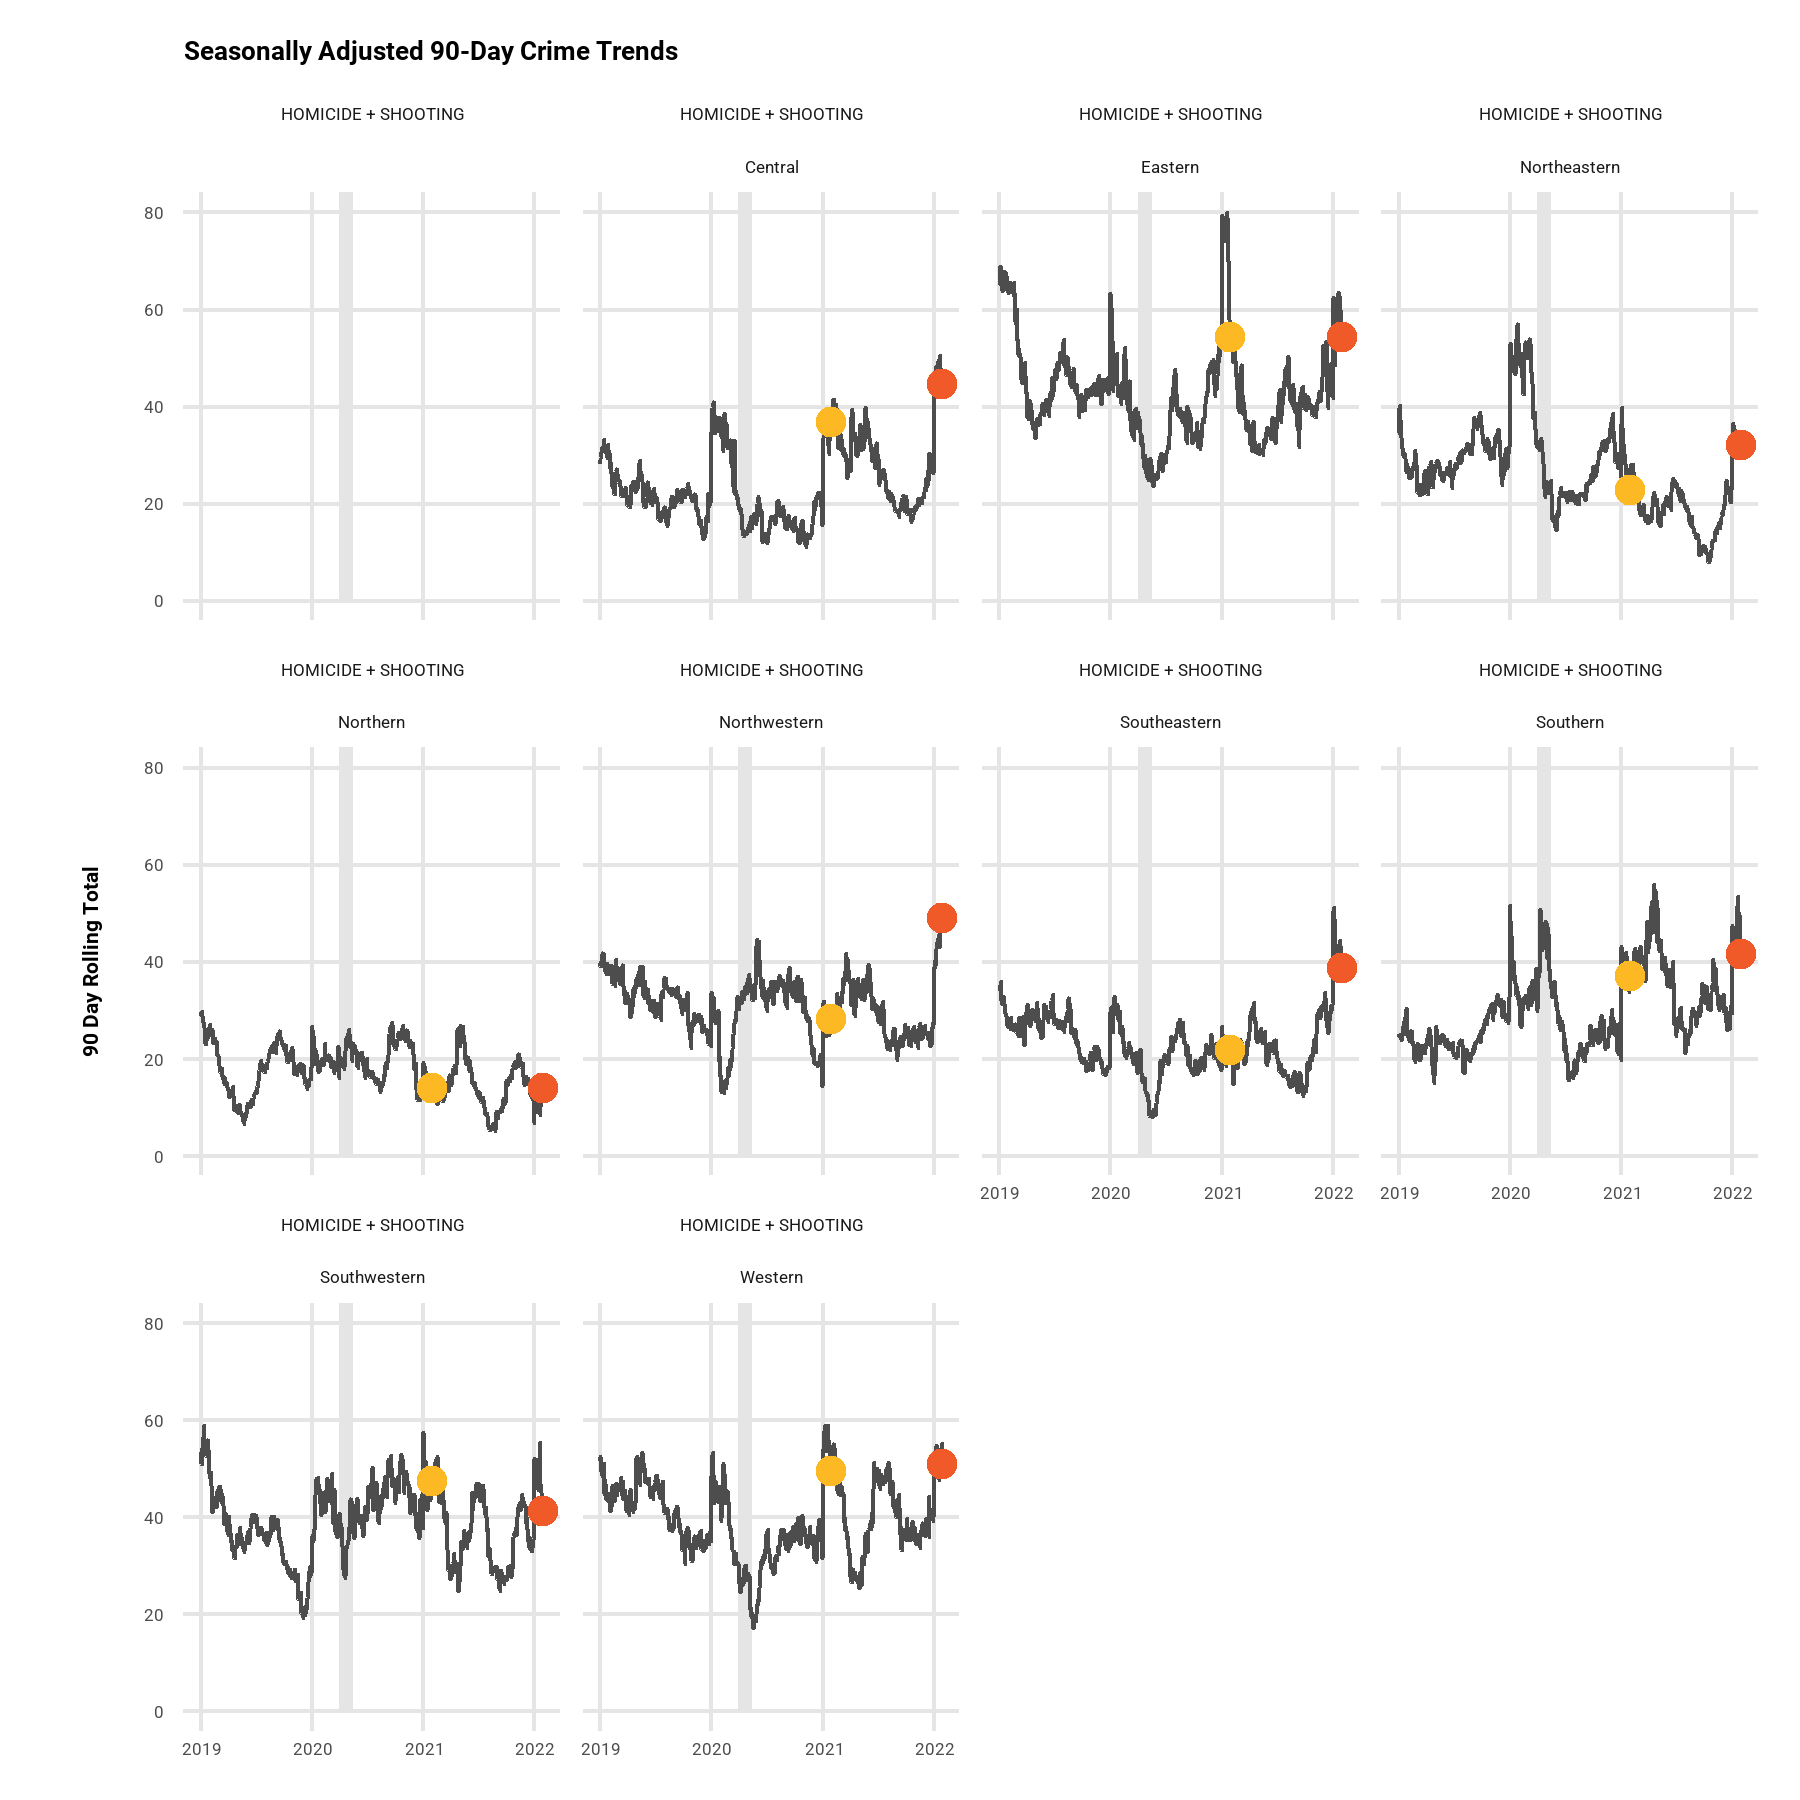 Seasonally Adjusted 90-Day Crime Trends
HOMICIDE + SHOOTING HOMICIDE + SHOOTING HOMICIDE + SHOOTING HOMICIDE + SHOOTING
Central Eastern Northeastern
80
60
40
20
0
HOMICIDE + SHOOTING HOMICIDE + SHOOTING HOMICIDE + SHOOTING HOMICIDE + SHOOTING
Northern Northwestern Southeastern Southern
90 Day Rolling Total
80
60
40
20
0
2019 2020 2021 2022 2019 2020 2021 2022
HOMICIDE + SHOOTING HOMICIDE + SHOOTING
Southwestern Western
80
60
40
20
0
2019 2020 2021 2022 2019 2020 2021 2022